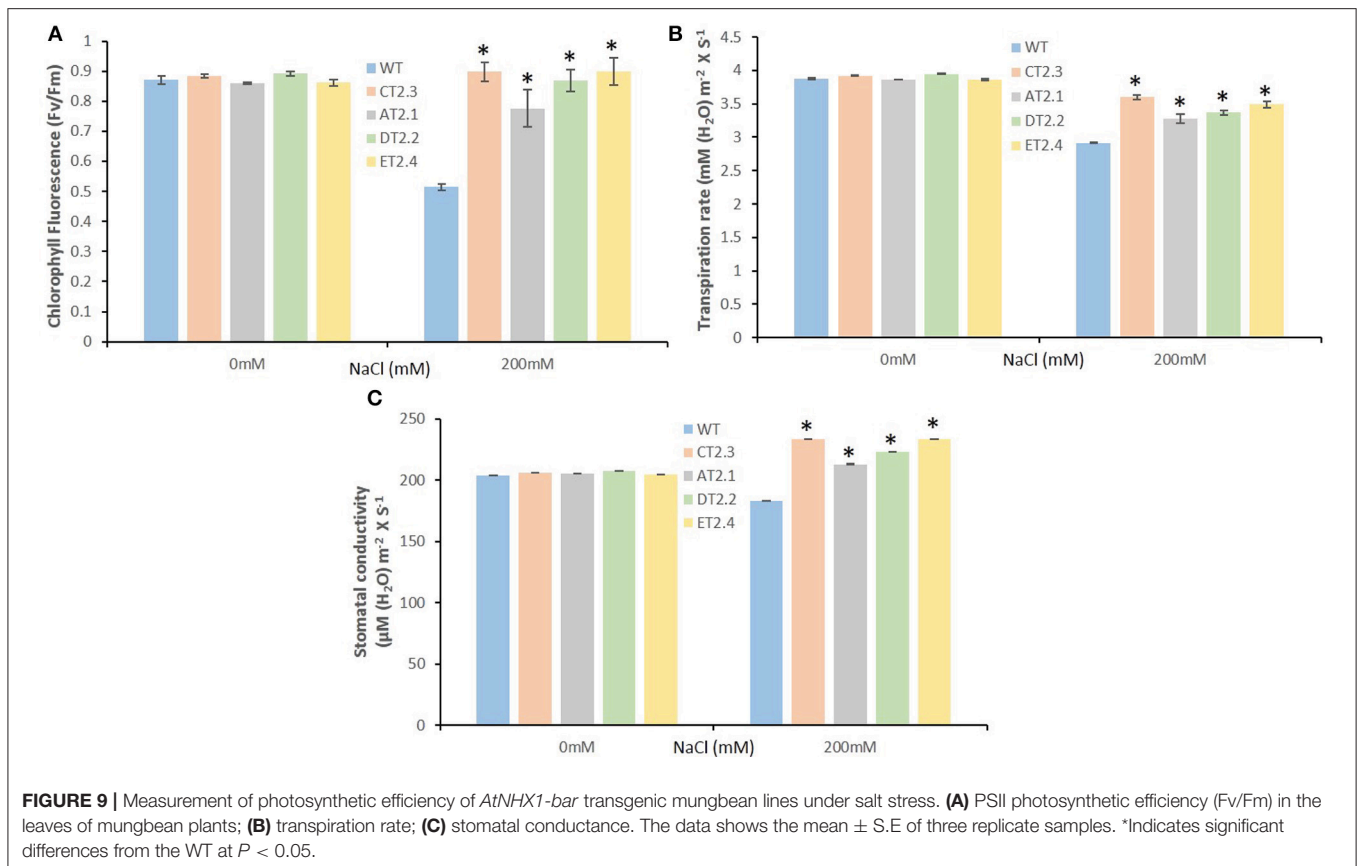 A
Chlorophyll Fluorescence (Fv/Fm)
1
0.9
0.8
0.7
0.6
0.5
0.4
0.3
0.2
0.1
0
WT
CT2.3
AT2.1
DT2.2
ET2.4
* * * *
0mM
NaCl (mM)
200mM
B
Transpiration rate (mM (H₂O) m⁻² X S⁻¹
4.5
4
3.5
3
2.5
2
1.5
1
0.5
0
WT
CT2.3
AT2.1
DT2.2
ET2.4
* * * *
0mM
NaCl (mM)
200mM
C
Stomatal conductivity
(µM (H₂O) m⁻² X S⁻¹
250
200
150
100
50
0
WT
CT2.3
AT2.1
DT2.2
ET2.4
* * * *
0mM
NaCl (mM)
200mM
FIGURE 9 | Measurement of photosynthetic efficiency of AtNHX1-bar transgenic mungbean lines under salt stress. (A) PSII photosynthetic efficiency (Fv/Fm) in the
leaves of mungbean plants; (B) transpiration rate; (C) stomatal conductance. The data shows the mean ± S.E of three replicate samples. *Indicates significant
differences from the WT at P < 0.05.